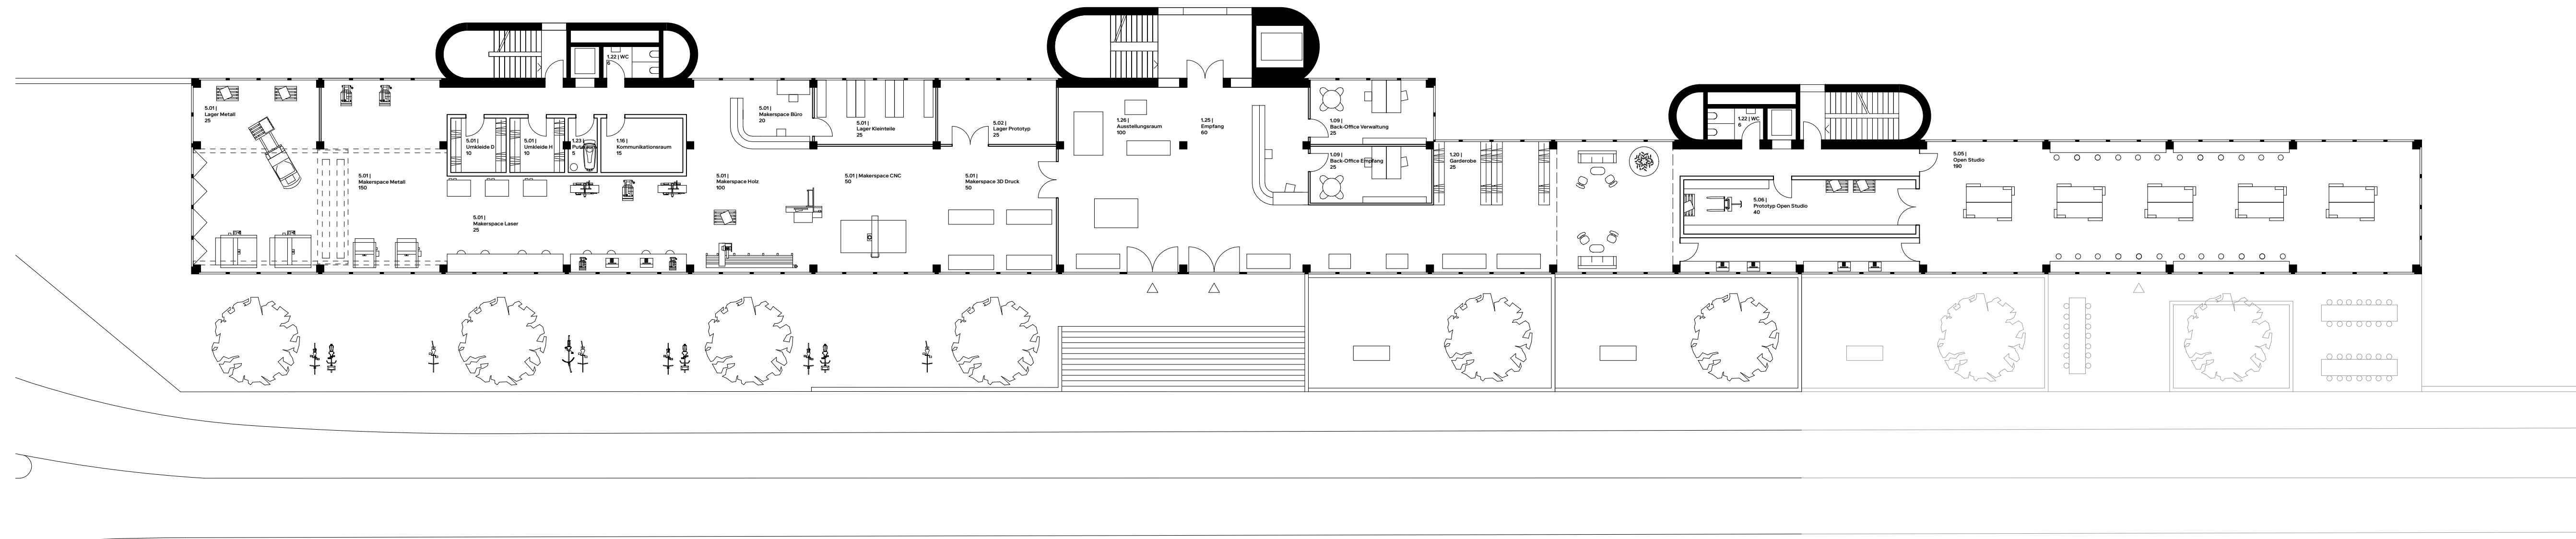 1.22 | WC
6
5.01 |
Lager Metall
25
5.01 |
Makerspace Büro
20
5.01 |
Lager Kleinteile
25
5.02 |
Lager Prototyp
25
1.26 |
Ausstellungsraum
100
1.25 |
Empfang
60
1.09 |
Back-Office Verwaltung
25
1.22 | WC
6
5.01 |
Umkleide D
10
5.01 |
Umkleide H
10
1.23 |
5
1.16 |
Kommunikationsraum
15
1.09 |
Back-Office Empfang
25
1.20 |
Garderobe
25
5.05 |
Open Studio
190
5.01 |
Makerspace Metall
150
5.01 |
Makerspace Holz
100
5.01 | Makerspace CNC
50
5.01 |
Makerspace 3D Druck
50
5.06 |
Prototyp Open Studio
40
5.01 |
Makerspace Laser
25